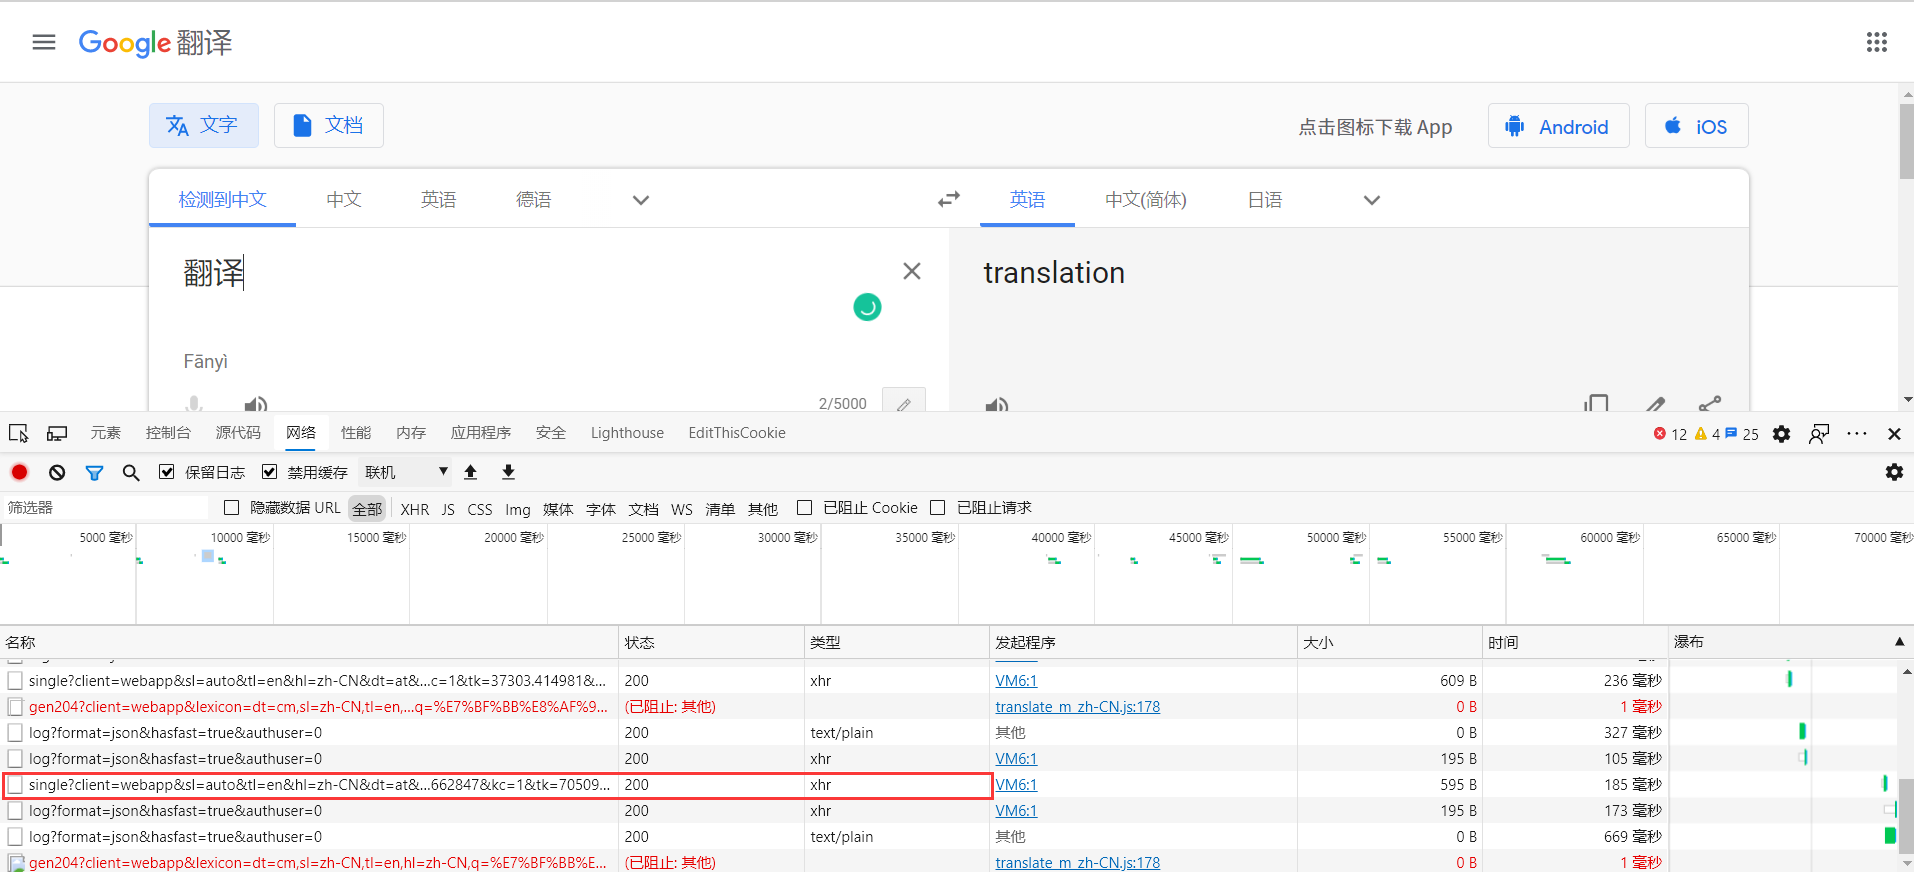 Google 翻译
文字 文档 点击图标下载 App Android iOS
检测到中文 中文 英语 德语 英语 中文(简体) 日语
翻译 translation
Fānyì
2/5000
元素 控制台 源代码 网络 性能 内存 应用程序 安全 Lighthouse EditThisCookie 12 4 25
保留日志 禁用缓存 联机
筛选器 隐藏数据 URL 全部 XHR JS CSS Img 媒体 字体 文档 WS 清单 其他 已阻止 Cookie 已阻止请求
5000 毫秒 10000 毫秒 15000 毫秒 20000 毫秒 25000 毫秒 30000 毫秒 35000 毫秒 40000 毫秒 45000 毫秒 50000 毫秒 55000 毫秒 60000 毫秒 65000 毫秒 70000 毫秒
名称 状态 类型 发起程序 大小 时间 瀑布
single?client=webapp&sl=auto&tl=en&hl=zh-CN&dt=at&...c=1&tk=37303.414981&... 200 xhr VM6:1 609 B 236 毫秒
gen204?client=webapp&lexicon=dt=cm,sl=zh-CN,tl=en,...q=%E7%BF%BB%E8%AF%9... (已阻止: 其他) translate_m_zh-CN.js:178 0 B 1 毫秒
log?format=json&hasfast=true&authuser=0 200 text/plain 其他 0 B 327 毫秒
log?format=json&hasfast=true&authuser=0 200 xhr VM6:1 195 B 105 毫秒
single?client=webapp&sl=auto&tl=en&hl=zh-CN&dt=at&...662847&kc=1&tk=70509... 200 xhr VM6:1 595 B 185 毫秒
log?format=json&hasfast=true&authuser=0 200 xhr VM6:1 195 B 173 毫秒
log?format=json&hasfast=true&authuser=0 200 text/plain 其他 0 B 669 毫秒
gen204?client=webapp&lexicon=dt=cm,sl=zh-CN,tl=en,hl=zh-CN,q=%E7%BF%BB%E... (已阻止: 其他) translate_m_zh-CN.js:178 0 B 1 毫秒